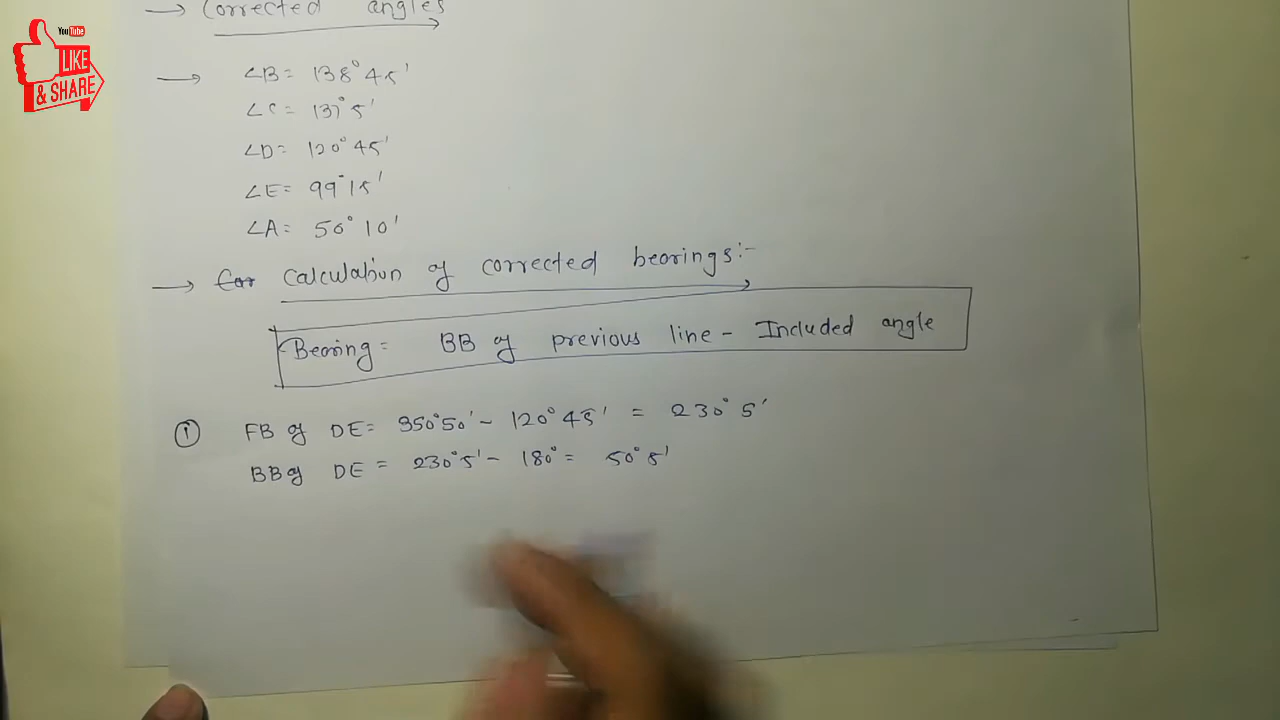 YouTube
LIKE
& SHARE
→ Corrected angles
→ ∠B = 138° 45'
∠C = 131° 5'
∠D = 120° 45'
∠E = 99° 15'
∠A = 50° 10'
→ for calculation of corrected bearings:-
Bearing = BB of previous line - Included angle
① FB of DE = 350°50' - 120° 45' = 230° 5'
BB of DE = 230°5' - 180° = 50° 5'